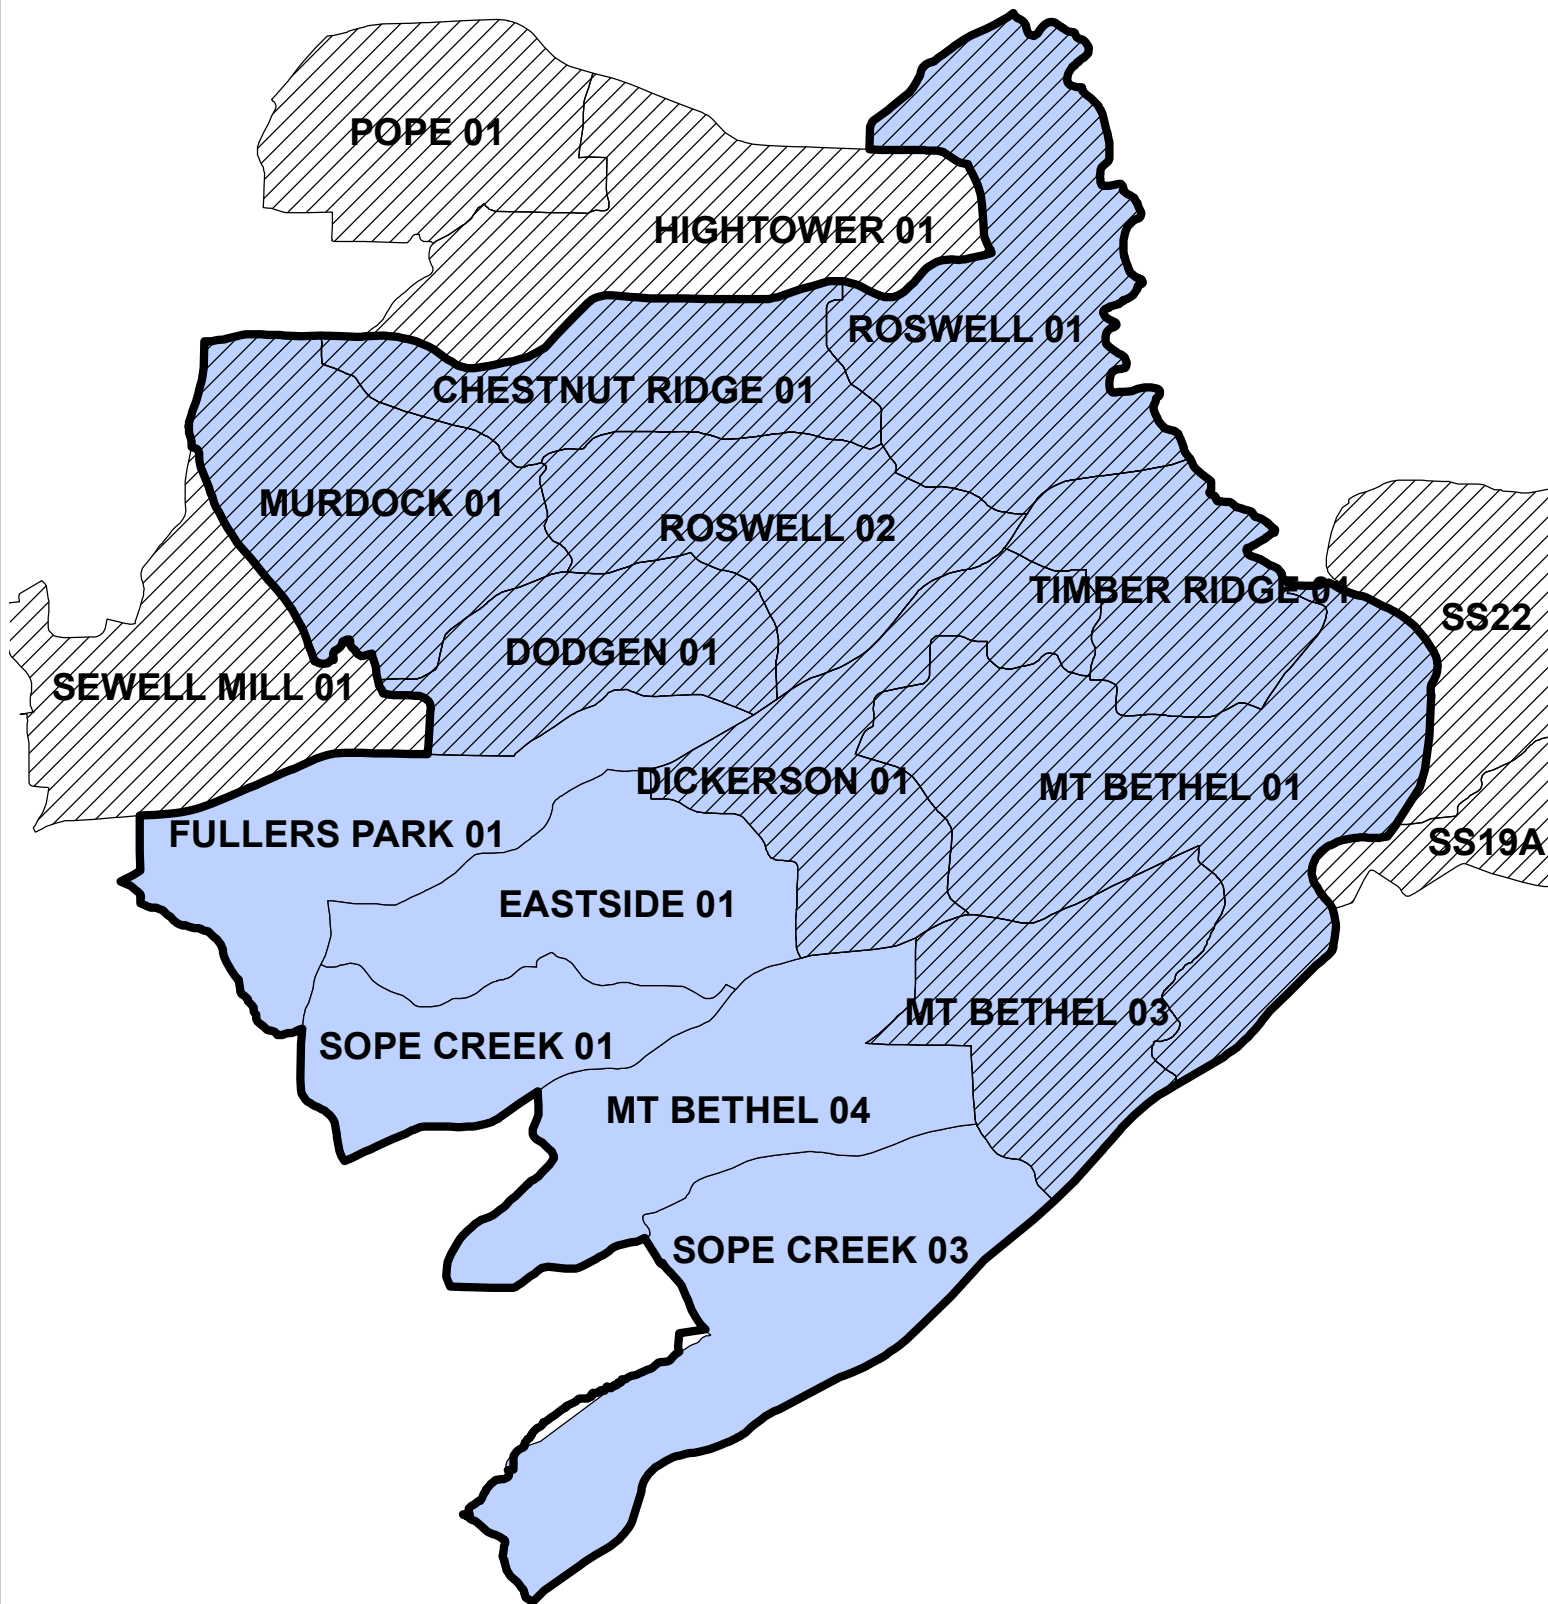 POPE 01
HIGHTOWER 01
ROSWELL 01
CHESTNUT RIDGE 01
MURDOCK 01
ROSWELL 02
TIMBER RIDGE 01
SS22
DODGEN 01
SEWELL MILL 01
DICKERSON 01
MT BETHEL 01
FULLERS PARK 01
SS19A
EASTSIDE 01
MT BETHEL 03
SOPE CREEK 01
MT BETHEL 04
SOPE CREEK 03